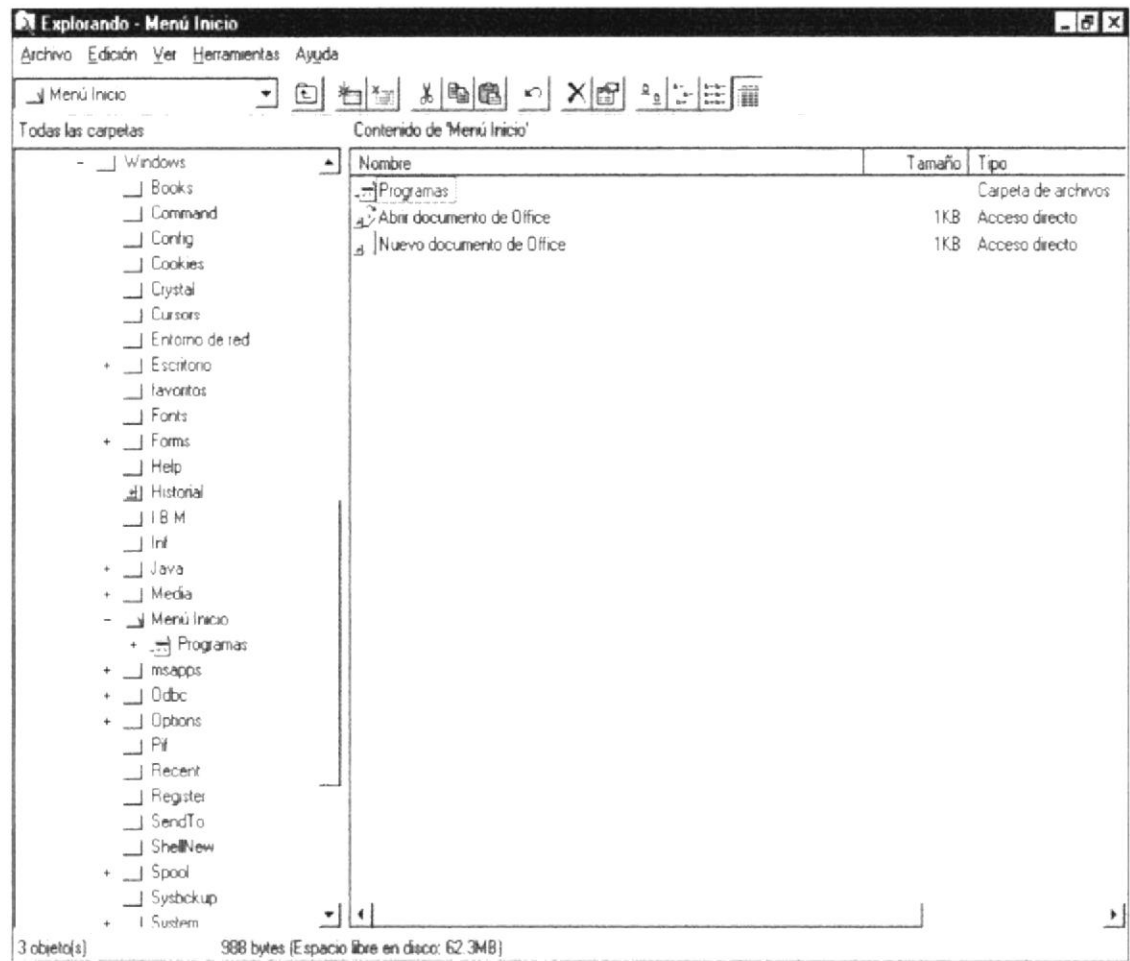 Explorando - Menú Inicio
Archivo Edición Ver Herramientas Ayuda
Menú Inicio
Todas las carpetas
Contenido de 'Menú Inicio'
Windows
Books
Command
Config
Cookies
Crystal
Cursors
Entorno de red
Escritorio
favoritos
Fonts
Forms
Help
Historial
I B M
Inf
Java
Media
Menú Inicio
Programas
msapps
Odbc
Options
Pif
Recent
Register
SendTo
ShellNew
Spool
Sysbckup
System
Nombre Tamaño Tipo
Programas Carpeta de archivos
Abrir documento de Office 1KB Acceso directo
Nuevo documento de Office 1KB Acceso directo
3 objeto(s) 988 bytes (Espacio libre en disco: 62.3MB)